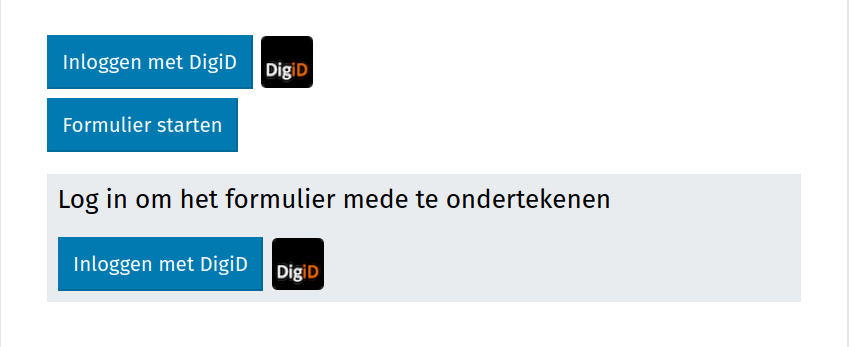 Inloggen met DigiD DigiD
Formulier starten
Log in om het formulier mede te ondertekenen
Inloggen met DigiD DigiD